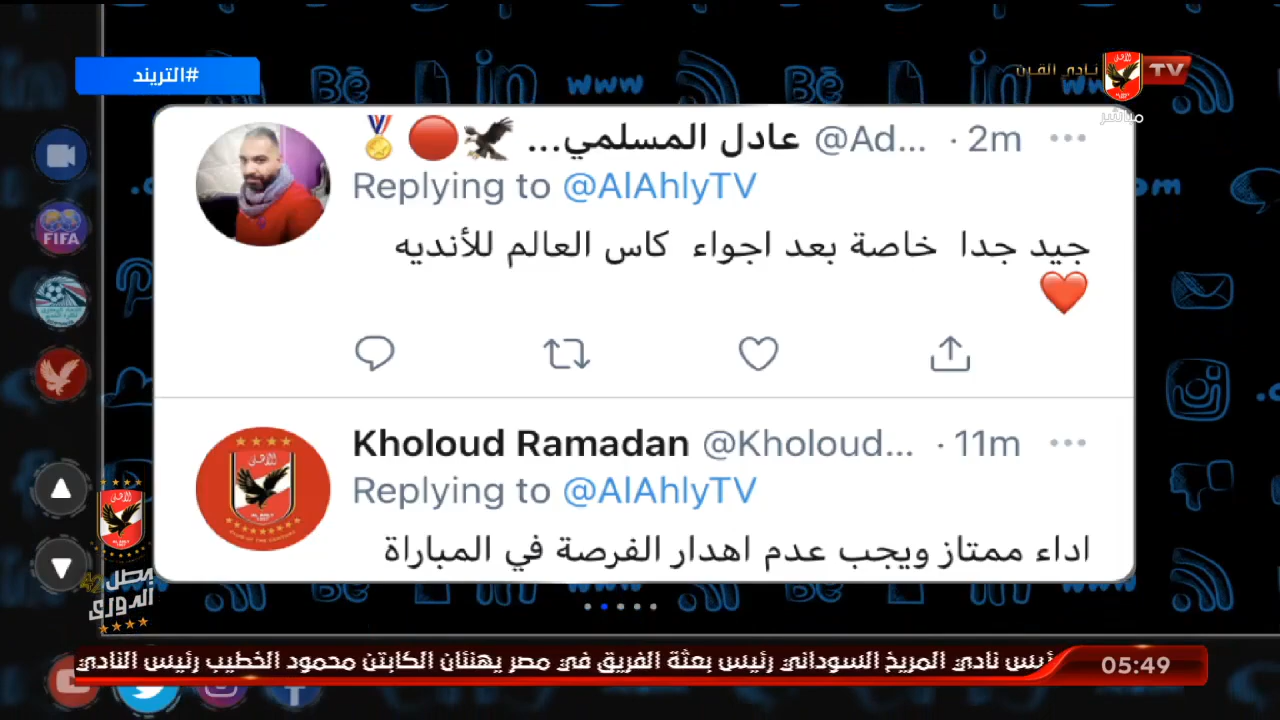 #التريند
نادي القرن
TV
مباشر
عادل المسلمي... @Ad... · 2m
Replying to @AlAhlyTV
جيد جدا خاصة بعد اجواء كاس العالم للأنديه
FIFA
Kholoud Ramadan @Kholoud... · 11m
Replying to @AlAhlyTV
اداء ممتاز ويجب عدم اهدار الفرصة في المباراة
بطل
الدوري
رئيس نادي المريخ السوداني رئيس بعثة الفريق في مصر يهنئان الكابتن محمود الخطيب رئيس النادي
05:49